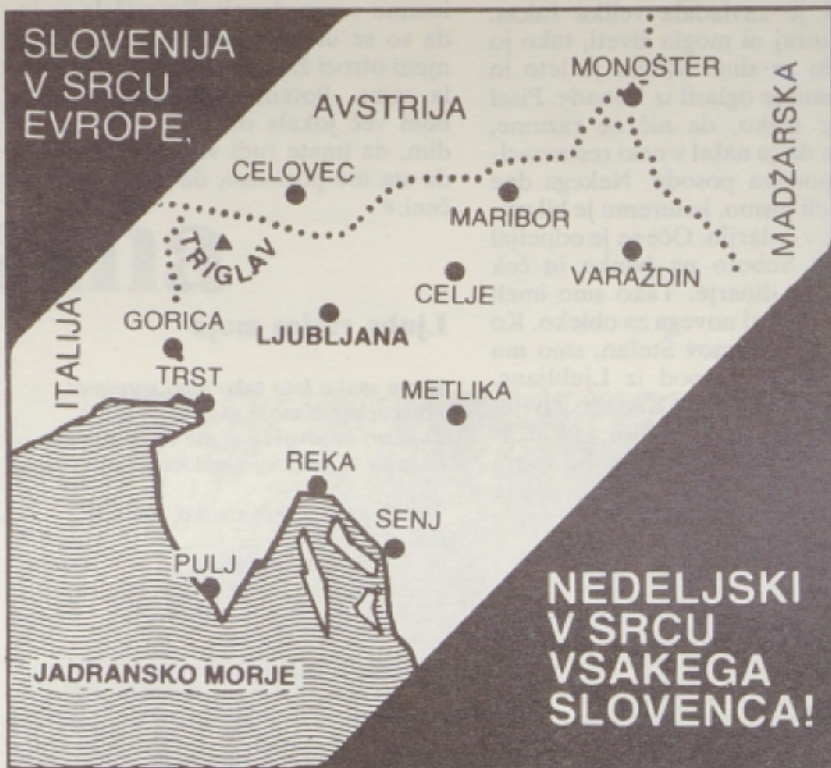 SLOVENIJA
V SRCU
EVROPE.
MONOŠTER
AVSTRIJA
MADŽARSKA
CELOVEC
MARIBOR
TRIGLAV
VARAŽDIN
CELJE
GORICA
LJUBLJANA
ITALIJA
TRST
METLIKA
REKA
SENJ
PULJ
JADRANSKO MORJE
NEDELJSKI
V SRCU
VSAKEGA
SLOVENCA!